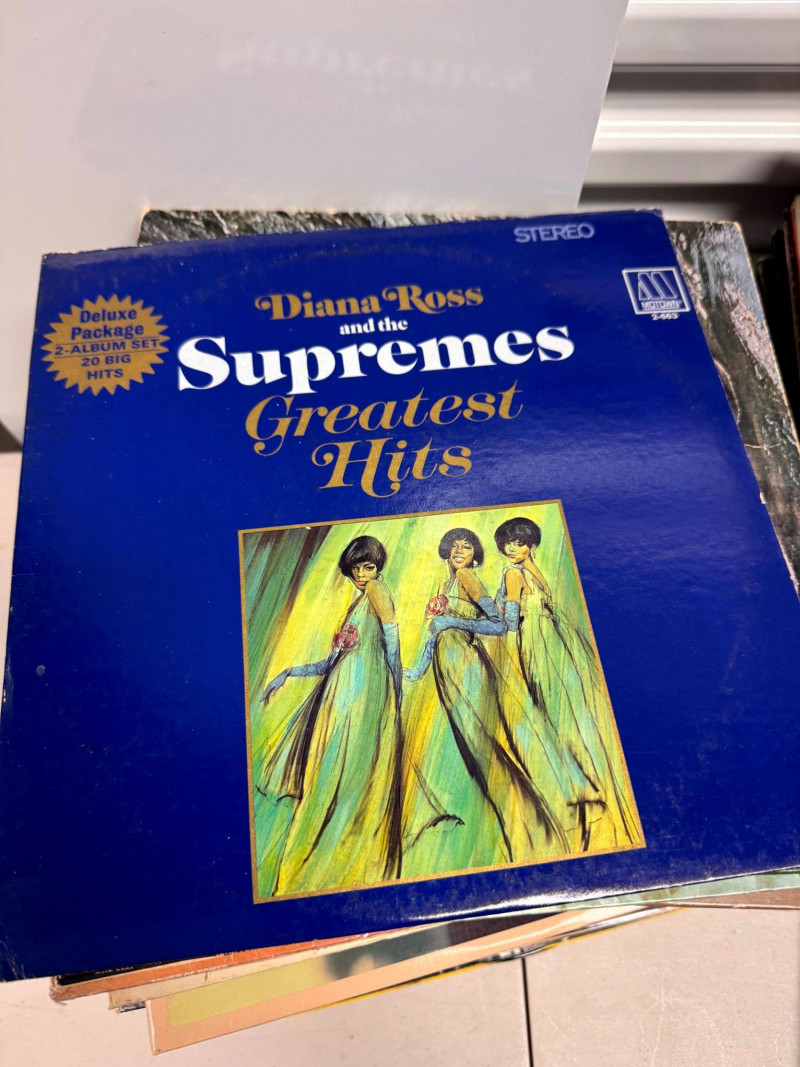 STEREO
MOTOWN
2-663
Deluxe
Package
2-ALBUM SET
20 BIG
HITS
Diana Ross
and the
Supremes
Greatest
Hits